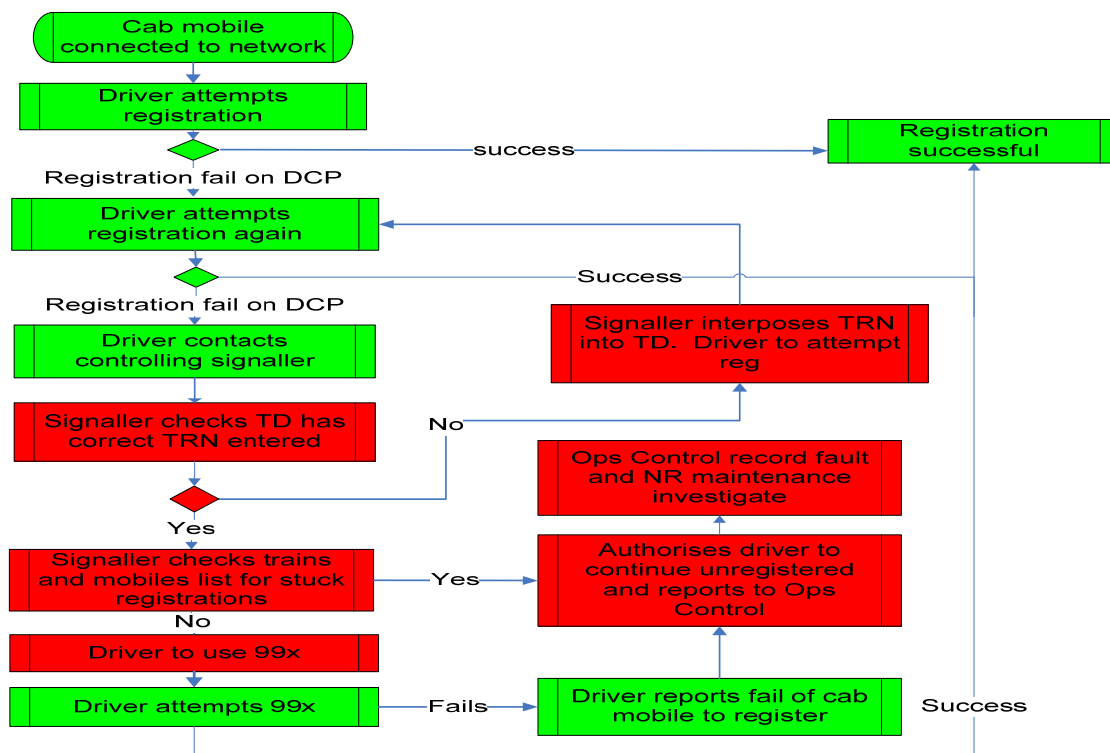 Cab mobile
connected to network
Driver attempts
registration
success
Registration
successful
Registration fail on DCP
Driver attempts
registration again
Success
Registration fail on DCP
Driver contacts
controlling signaller
Signaller interposes TRN
into TD.  Driver to attempt
reg
Signaller checks TD has
correct TRN entered
No
Ops Control record fault
and NR maintenance
investigate
Yes
Signaller checks trains
and mobiles list for stuck
registrations
Yes
Authorises driver to
continue unregistered
and reports to Ops
Control
No
Driver to use 99x
Driver attempts 99x
Fails
Driver reports fail of cab
mobile to register
Success